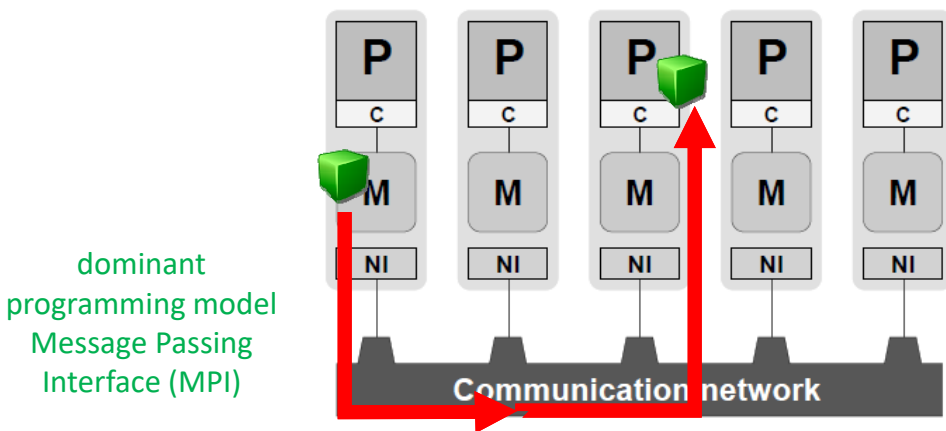 P P P P P
C C C C C
M M M M M
NI NI NI NI NI
dominant
programming model
Message Passing
Interface (MPI)
Communication network